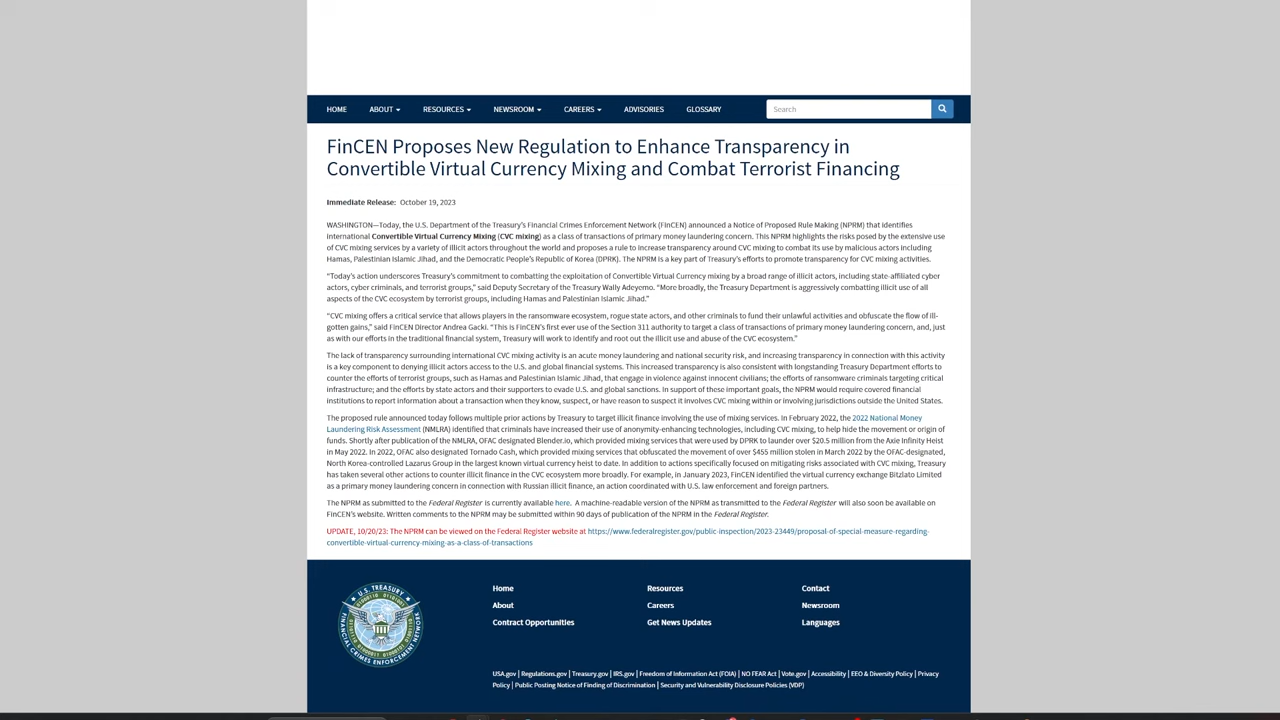 HOME ABOUT RESOURCES NEWSROOM CAREERS ADVISORIES GLOSSARY Search
FinCEN Proposes New Regulation to Enhance Transparency in
Convertible Virtual Currency Mixing and Combat Terrorist Financing
Immediate Release: October 19, 2023
WASHINGTON—Today, the U.S. Department of the Treasury's Financial Crimes Enforcement Network (FinCEN) announced a Notice of Proposed Rule Making (NPRM) that identifies
international Convertible Virtual Currency Mixing (CVC mixing) as a class of transactions of primary money laundering concern. This NPRM highlights the risks posed by the extensive use
of CVC mixing services by a variety of illicit actors throughout the world and proposes a rule to increase transparency around CVC mixing to combat its use by malicious actors including
Hamas, Palestinian Islamic Jihad, and the Democratic People's Republic of Korea (DPRK). The NPRM is a key part of Treasury's efforts to promote transparency for CVC mixing activities.
"Today's action underscores Treasury's commitment to combatting the exploitation of Convertible Virtual Currency mixing by a broad range of illicit actors, including state-affiliated cyber
actors, cyber criminals, and terrorist groups," said Deputy Secretary of the Treasury Wally Adeyemo. "More broadly, the Treasury Department is aggressively combatting illicit use of all
aspects of the CVC ecosystem by terrorist groups, including Hamas and Palestinian Islamic Jihad."
"CVC mixing offers a critical service that allows players in the ransomware ecosystem, rogue state actors, and other criminals to fund their unlawful activities and obfuscate the flow of ill-
gotten gains," said FinCEN Director Andrea Gacki. "This is FinCEN's first ever use of the Section 311 authority to target a class of transactions of primary money laundering concern, and, just
as with our efforts in the traditional financial system, Treasury will work to identify and root out the illicit use and abuse of the CVC ecosystem."
The lack of transparency surrounding international CVC mixing activity is an acute money laundering and national security risk, and increasing transparency in connection with this activity
is a key component to denying illicit actors access to the U.S. and global financial systems. This increased transparency is also consistent with longstanding Treasury Department efforts to
counter the efforts of terrorist groups, such as Hamas and Palestinian Islamic Jihad, that engage in violence against innocent civilians; the efforts of ransomware criminals targeting critical
infrastructure; and the efforts by state actors and their supporters to evade U.S. and global sanctions. In support of these important goals, the NPRM would require covered financial
institutions to report information about a transaction when they know, suspect, or have reason to suspect it involves CVC mixing within or involving jurisdictions outside the United States.
The proposed rule announced today follows multiple prior actions by Treasury to target illicit finance involving the use of mixing services. In February 2022, the 2022 National Money
Laundering Risk Assessment (NMLRA) identified that criminals have increased their use of anonymity-enhancing technologies, including CVC mixing, to help hide the movement or origin of
funds. Shortly after publication of the NMLRA, OFAC designated Blender.io, which provided mixing services that were used by DPRK to launder over $20.5 million from the Axie Infinity Heist
in May 2022. In 2022, OFAC also designated Tornado Cash, which provided mixing services that obfuscated the movement of over $455 million stolen in March 2022 by the OFAC-designated,
North Korea-controlled Lazarus Group in the largest known virtual currency heist to date. In addition to actions specifically focused on mitigating risks associated with CVC mixing, Treasury
has taken several other actions to counter illicit finance in the CVC ecosystem more broadly. For example, in January 2023, FinCEN identified the virtual currency exchange Bitzlato Limited
as a primary money laundering concern in connection with Russian illicit finance, an action coordinated with U.S. law enforcement and foreign partners.
The NPRM as submitted to the Federal Register is currently available here. A machine-readable version of the NPRM as transmitted to the Federal Register will also soon be available on
FinCEN's website. Written comments to the NPRM may be submitted within 90 days of publication of the NPRM in the Federal Register.
UPDATE, 10/20/23: The NPRM can be viewed on the Federal Register website at https://www.federalregister.gov/public-inspection/2023-23449/proposal-of-special-measure-regarding-
convertible-virtual-currency-mixing-as-a-class-of-transactions
U.S. TREASURY
FINANCIAL CRIMES ENFORCEMENT NETWORK
Home Resources Contact
About Careers Newsroom
Contract Opportunities Get News Updates Languages
USA.gov | Regulations.gov | Treasury.gov | IRS.gov | Freedom of Information Act (FOIA) | NO FEAR Act | Vote.gov | Accessibility | EEO & Diversity Policy | Privacy
Policy | Public Posting Notice of Finding of Discrimination | Security and Vulnerability Disclosure Policies (VDP)